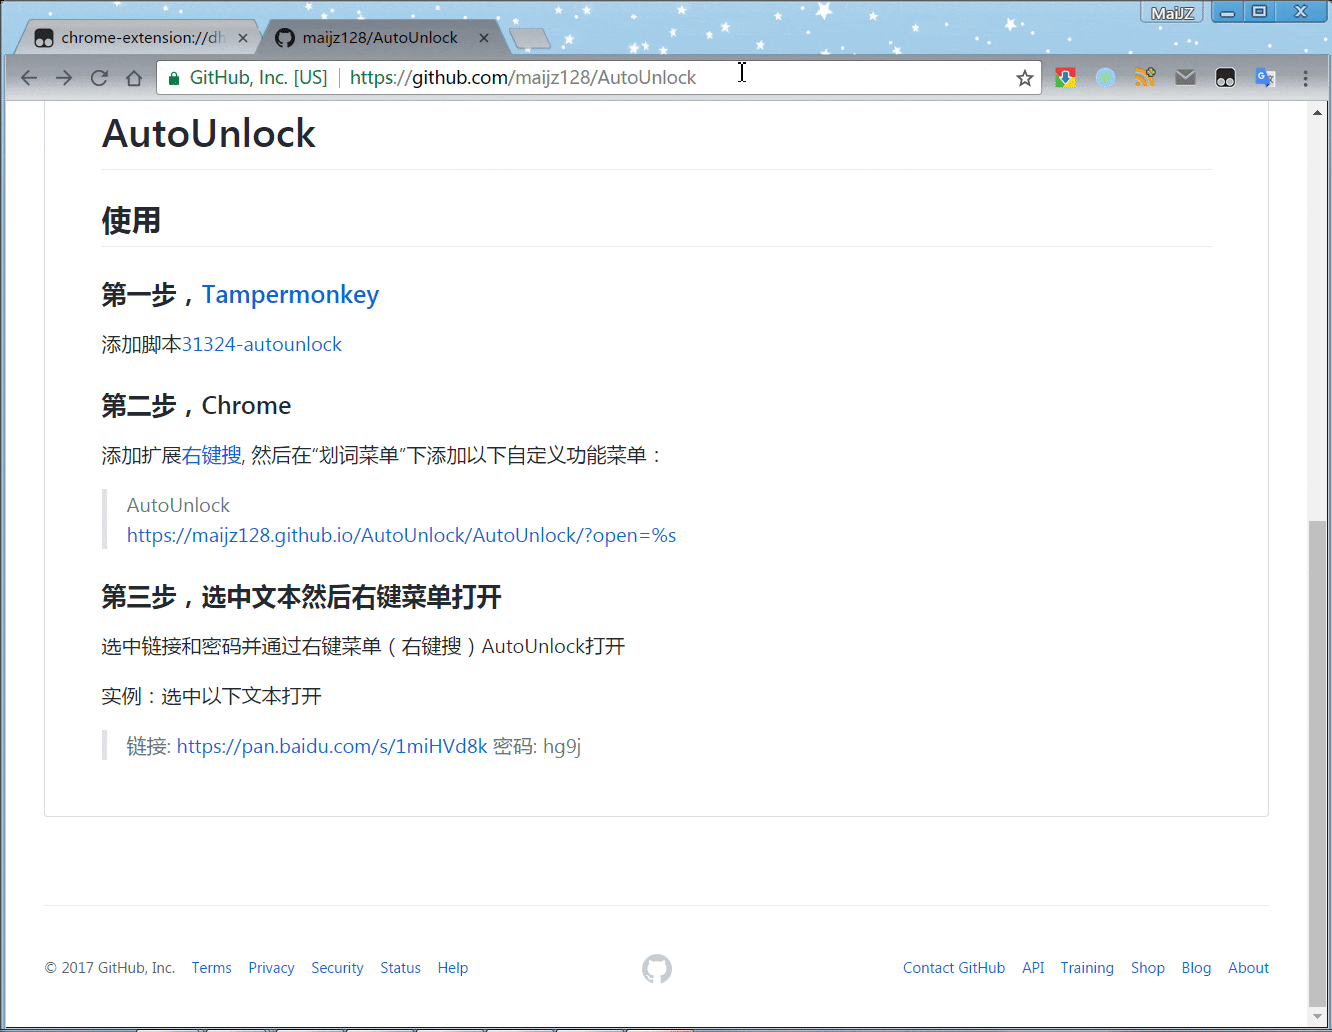 MaiJZ
chrome-extension://dh
maijz128/AutoUnlock
GitHub, Inc. [US]
https://github.com/maijz128/AutoUnlock
AutoUnlock
使用
第一步，Tampermonkey
添加脚本31324-autounlock
第二步，Chrome
添加扩展右键搜, 然后在“划词菜单”下添加以下自定义功能菜单：
AutoUnlock
https://maijz128.github.io/AutoUnlock/AutoUnlock/?open=%s
第三步，选中文本然后右键菜单打开
选中链接和密码并通过右键菜单（右键搜）AutoUnlock打开
实例：选中以下文本打开
链接: https://pan.baidu.com/s/1miHVd8k 密码: hg9j
© 2017 GitHub, Inc. Terms Privacy Security Status Help
Contact GitHub API Training Shop Blog About